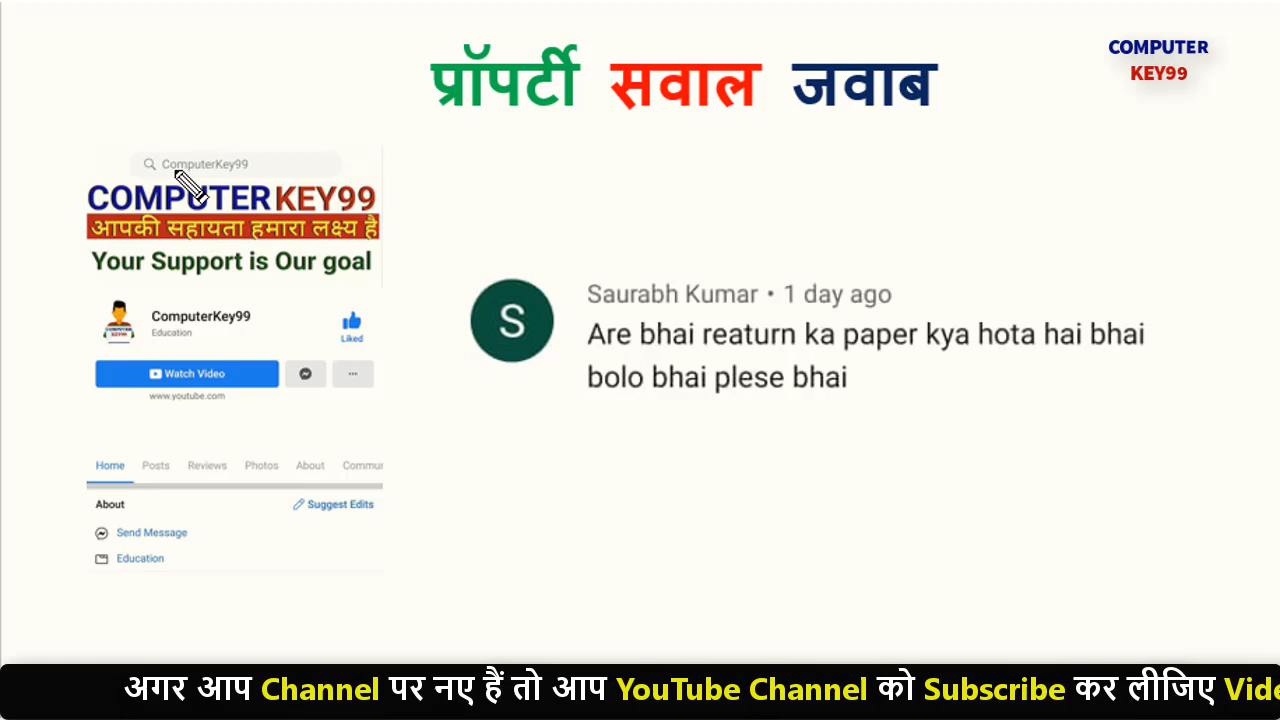 प्रॉपर्टी सवाल जवाब
COMPUTER
KEY99
ComputerKey99
COMPUTER KEY99
आपकी सहायता हमारा लक्ष्य है
Your Support is Our goal
ComputerKey99
Education
Liked
Watch Video
www.youtube.com
Home Posts Reviews Photos About Commun
About Suggest Edits
Send Message
Education
S
Saurabh Kumar • 1 day ago
Are bhai reaturn ka paper kya hota hai bhai
bolo bhai plese bhai
अगर आप Channel पर नए हैं तो आप YouTube Channel को Subscribe कर लीजिए Vide